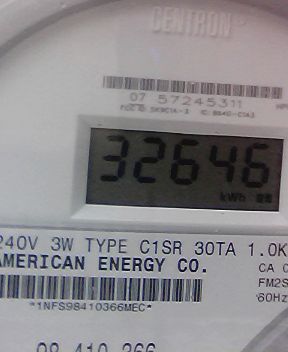 CENTRON
07 57245311
32646
kWh
240V 3W TYPE C1SR 30TA 1.0K
AMERICAN ENERGY CO.
CA 0
FM2S
60Hz
*1NFS98410366MEC*
98 410 366